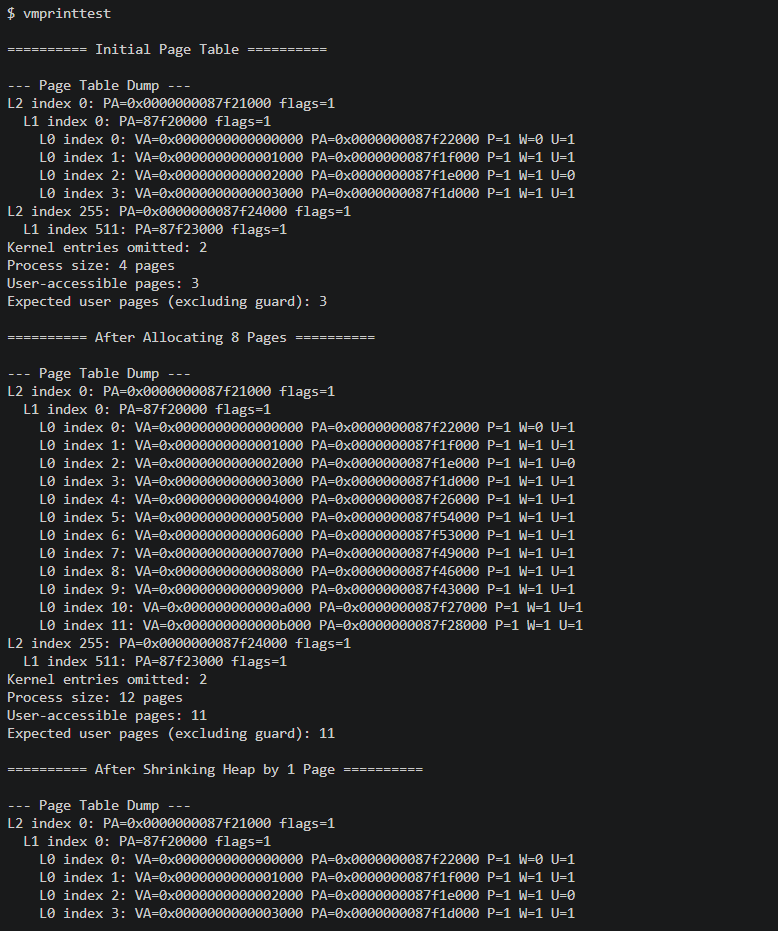 $ vmprinttest
========== Initial Page Table ==========
--- Page Table Dump ---
L2 index 0: PA=0x0000000087f21000 flags=1
L1 index 0: PA=87f20000 flags=1
L0 index 0: VA=0x0000000000000000 PA=0x0000000087f22000 P=1 W=0 U=1
L0 index 1: VA=0x0000000000001000 PA=0x0000000087f1f000 P=1 W=1 U=1
L0 index 2: VA=0x0000000000002000 PA=0x0000000087f1e000 P=1 W=1 U=0
L0 index 3: VA=0x0000000000003000 PA=0x0000000087f1d000 P=1 W=1 U=1
L2 index 255: PA=0x0000000087f24000 flags=1
L1 index 511: PA=87f23000 flags=1
Kernel entries omitted: 2
Process size: 4 pages
User-accessible pages: 3
Expected user pages (excluding guard): 3
========== After Allocating 8 Pages ==========
--- Page Table Dump ---
L2 index 0: PA=0x0000000087f21000 flags=1
L1 index 0: PA=87f20000 flags=1
L0 index 0: VA=0x0000000000000000 PA=0x0000000087f22000 P=1 W=0 U=1
L0 index 1: VA=0x0000000000001000 PA=0x0000000087f1f000 P=1 W=1 U=1
L0 index 2: VA=0x0000000000002000 PA=0x0000000087f1e000 P=1 W=1 U=0
L0 index 3: VA=0x0000000000003000 PA=0x0000000087f1d000 P=1 W=1 U=1
L0 index 4: VA=0x0000000000004000 PA=0x0000000087f26000 P=1 W=1 U=1
L0 index 5: VA=0x0000000000005000 PA=0x0000000087f54000 P=1 W=1 U=1
L0 index 6: VA=0x0000000000006000 PA=0x0000000087f53000 P=1 W=1 U=1
L0 index 7: VA=0x0000000000007000 PA=0x0000000087f49000 P=1 W=1 U=1
L0 index 8: VA=0x0000000000008000 PA=0x0000000087f46000 P=1 W=1 U=1
L0 index 9: VA=0x0000000000009000 PA=0x0000000087f43000 P=1 W=1 U=1
L0 index 10: VA=0x000000000000a000 PA=0x0000000087f27000 P=1 W=1 U=1
L0 index 11: VA=0x000000000000b000 PA=0x0000000087f28000 P=1 W=1 U=1
L2 index 255: PA=0x0000000087f24000 flags=1
L1 index 511: PA=87f23000 flags=1
Kernel entries omitted: 2
Process size: 12 pages
User-accessible pages: 11
Expected user pages (excluding guard): 11
========== After Shrinking Heap by 1 Page ==========
--- Page Table Dump ---
L2 index 0: PA=0x0000000087f21000 flags=1
L1 index 0: PA=87f20000 flags=1
L0 index 0: VA=0x0000000000000000 PA=0x0000000087f22000 P=1 W=0 U=1
L0 index 1: VA=0x0000000000001000 PA=0x0000000087f1f000 P=1 W=1 U=1
L0 index 2: VA=0x0000000000002000 PA=0x0000000087f1e000 P=1 W=1 U=0
L0 index 3: VA=0x0000000000003000 PA=0x0000000087f1d000 P=1 W=1 U=1